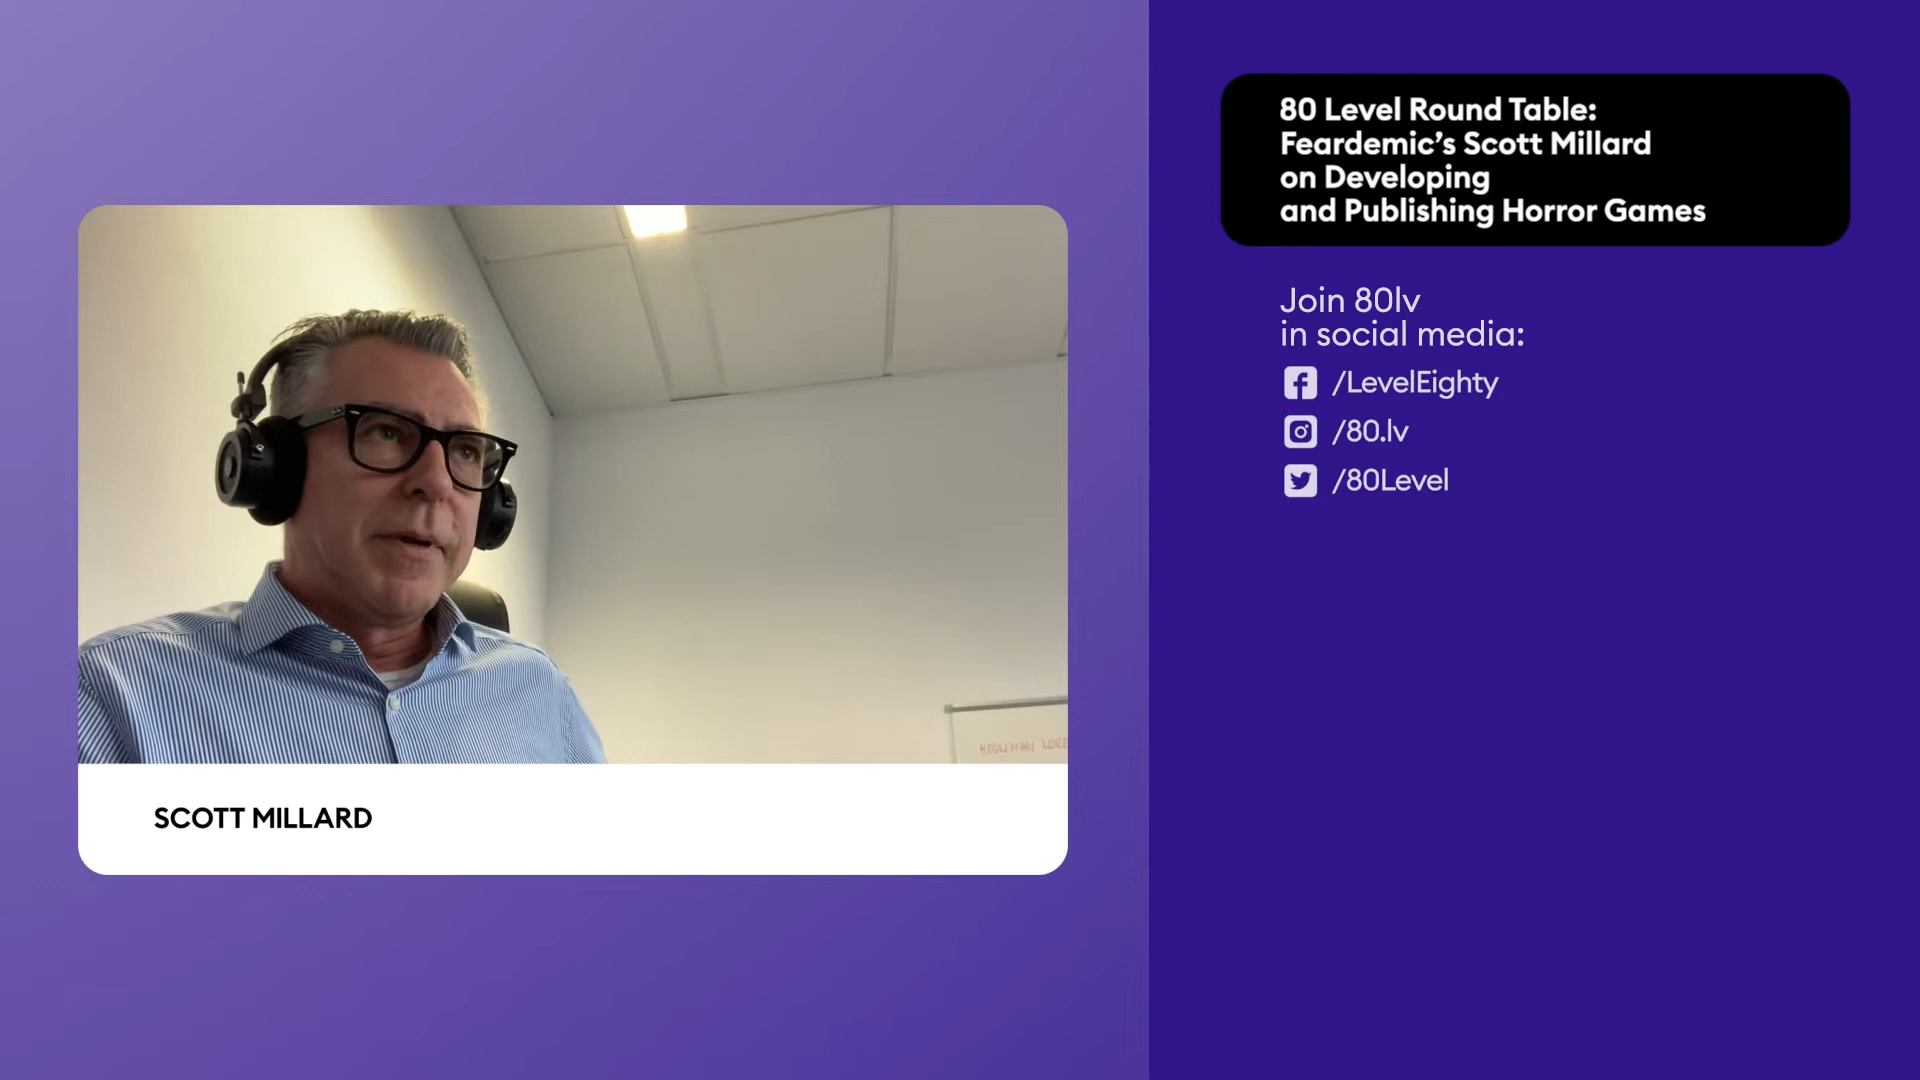 80 Level Round Table:
Feardemic’s Scott Millard
on Developing
and Publishing Horror Games
Join 80lv
in social media:
/LevelEighty
/80.lv
/80Level
SCOTT MILLARD